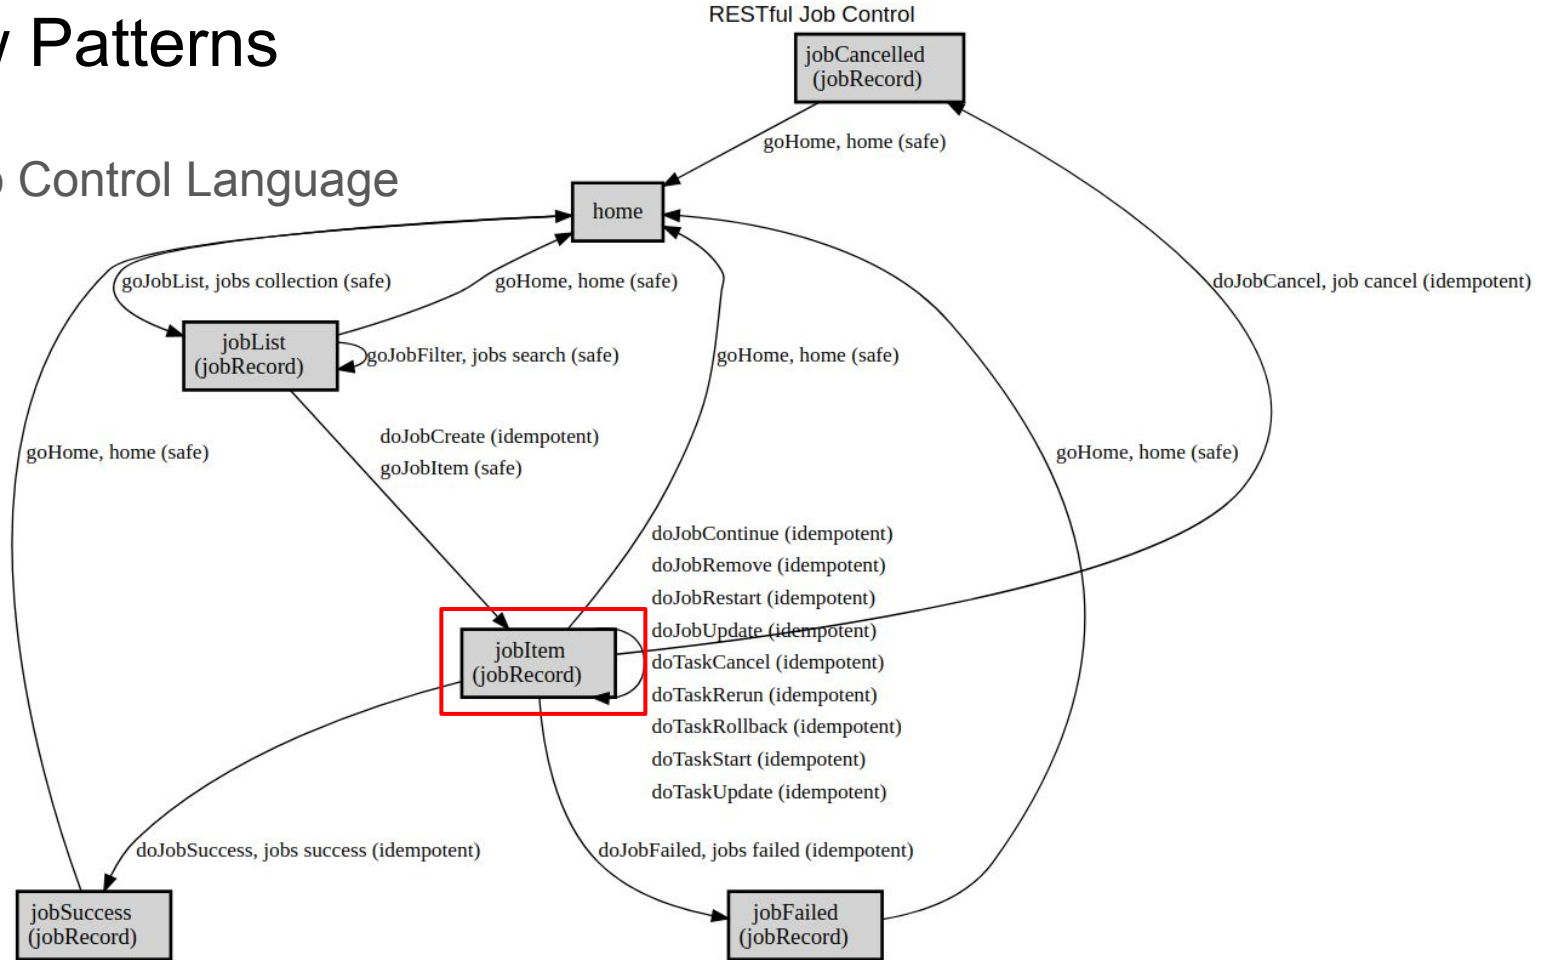 RESTful Job Control
Patterns
Control Language
jobCancelled
(jobRecord)
goHome, home (safe)
home
goJobList, jobs collection (safe)
goHome, home (safe)
doJobCancel, job cancel (idempotent)
jobList
(jobRecord)
goJobFilter, jobs search (safe)
goHome, home (safe)
doJobCreate (idempotent)
goJobItem (safe)
goHome, home (safe)
goHome, home (safe)
doJobContinue (idempotent)
doJobRemove (idempotent)
doJobRestart (idempotent)
doJobUpdate (idempotent)
doTaskCancel (idempotent)
doTaskRerun (idempotent)
doTaskRollback (idempotent)
doTaskStart (idempotent)
doTaskUpdate (idempotent)
jobItem
(jobRecord)
doJobSuccess, jobs success (idempotent)
doJobFailed, jobs failed (idempotent)
jobSuccess
(jobRecord)
jobFailed
(jobRecord)